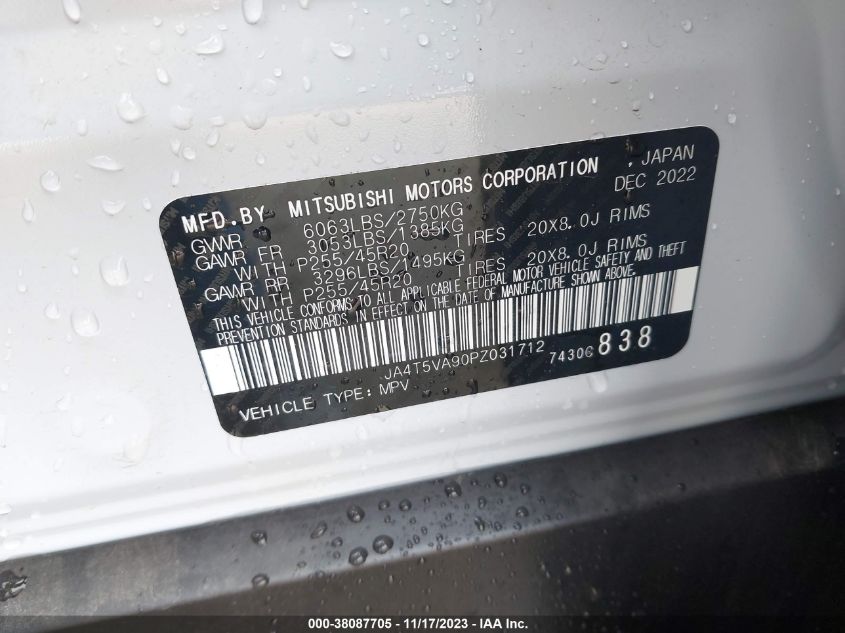 MFD.BY MITSUBISHI MOTORS CORPORATION JAPAN
GVWR 6063LBS/2750KG DEC 2022
GAWR FR 3053LBS/1385KG
WITH P255/45R20 TIRES 20X8.0J RIMS
GAWR RR 3296LBS/1495KG
WITH P255/45R20 TIRES 20X8.0J RIMS
THIS VEHICLE CONFORMS TO ALL APPLICABLE FEDERAL MOTOR VEHICLE SAFETY AND THEFT
PREVENTION STANDARDS IN EFFECT ON THE DATE OF MANUFACTURE SHOWN ABOVE.
JA4T5VA90PZ031712 7430C 838
VEHICLE TYPE: MPV
000-38087705 - 11/17/2023 - IAA Inc.